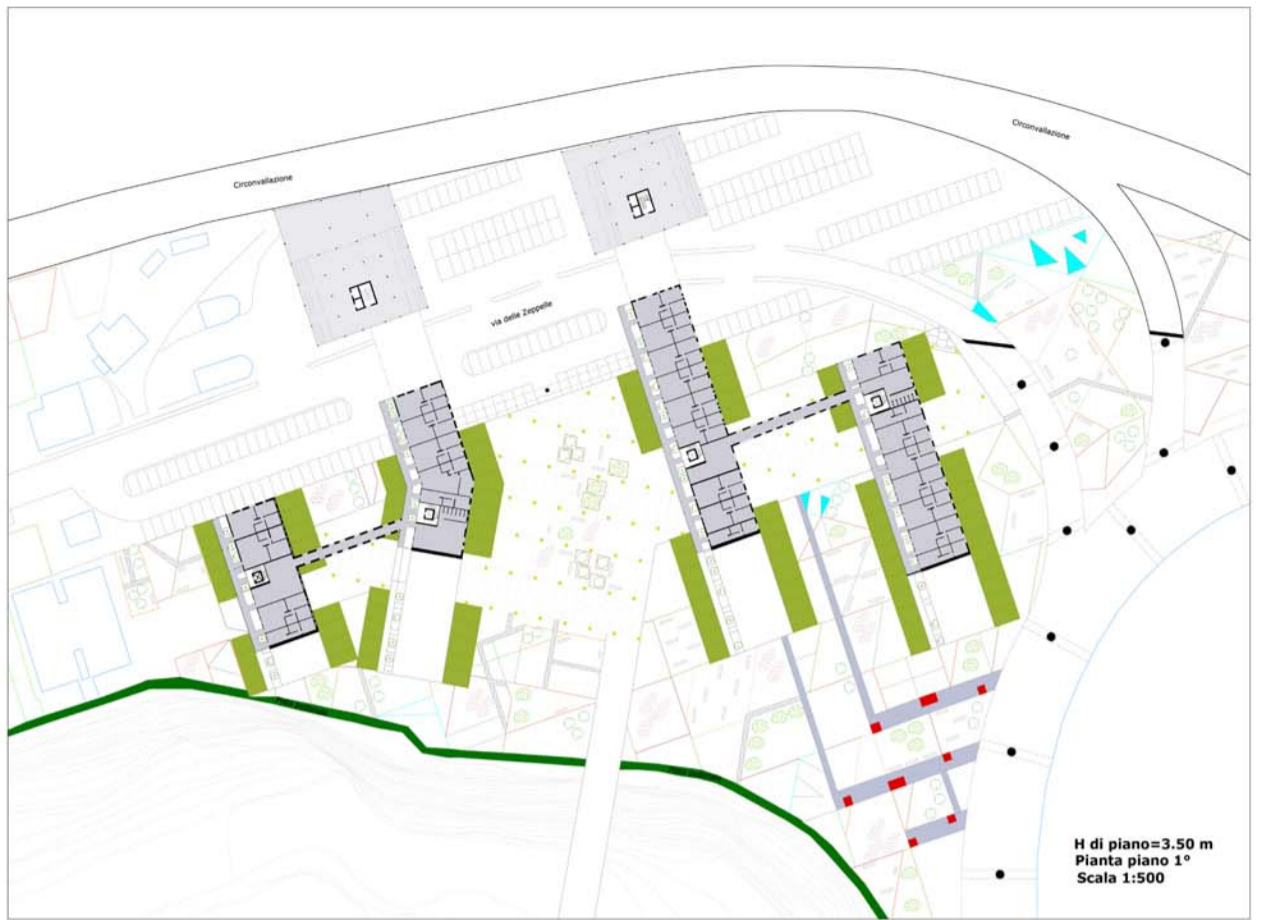 Circonvallazione
Circonvallazione
via delle Zeppelle
H di piano=3.50 m
Pianta piano 1°
Scala 1:500